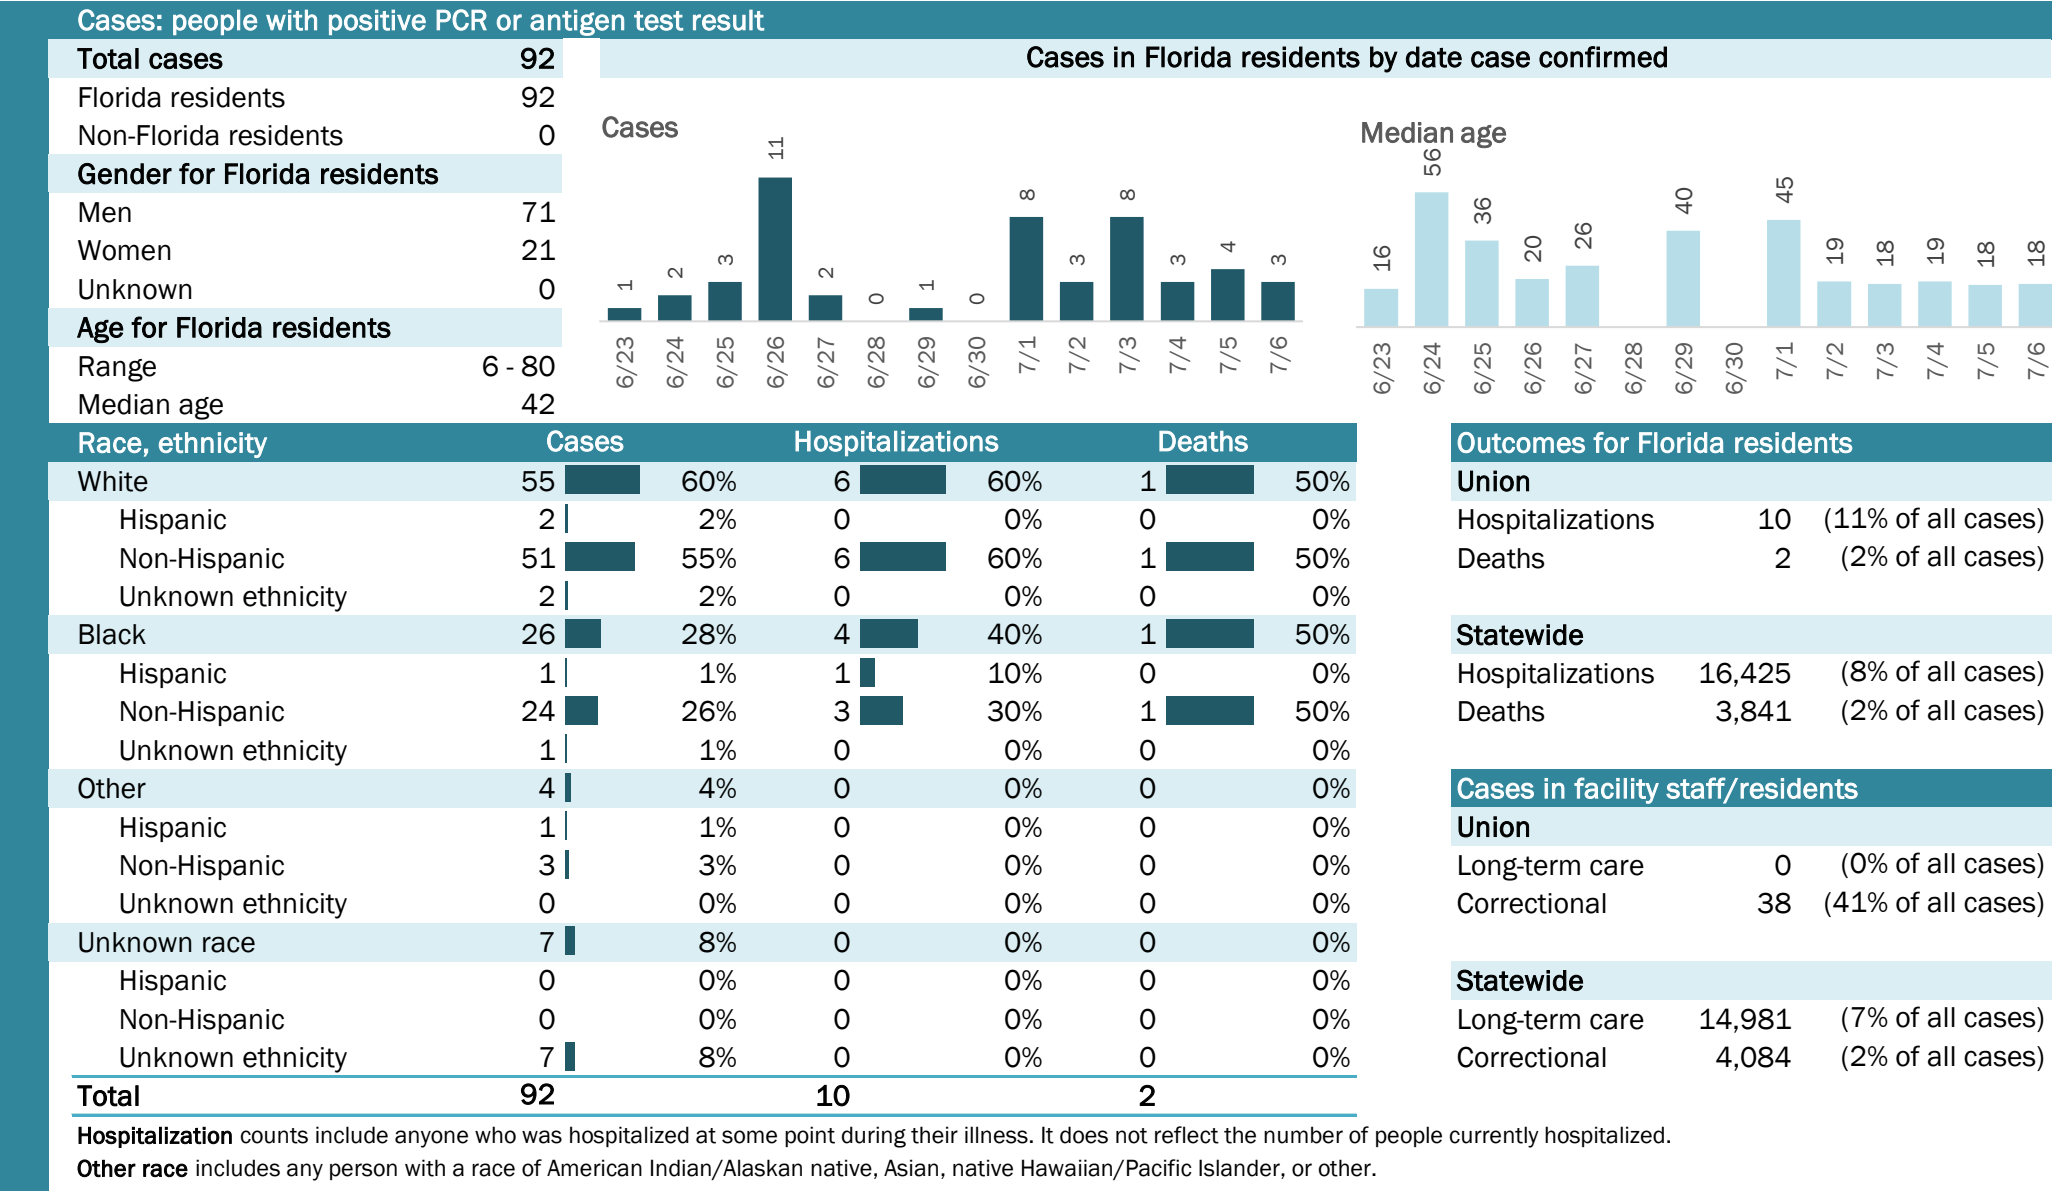 Cases: people with positive PCR or antigen test result
Total cases 92
Florida residents 92
Non-Florida residents 0
Gender for Florida residents
Men 71
Women 21
Unknown 0
Age for Florida residents
Range 6 - 80
Median age 42
Cases in Florida residents by date case confirmed
Cases
1 2 3 11 2 0 1 0 8 3 8 3 4 3
6/23 6/24 6/25 6/26 6/27 6/28 6/29 6/30 7/1 7/2 7/3 7/4 7/5 7/6
Median age
16 56 36 20 26 40 45 19 18 19 18 18
6/23 6/24 6/25 6/26 6/27 6/28 6/29 6/30 7/1 7/2 7/3 7/4 7/5 7/6
Race, ethnicity Cases Hospitalizations Deaths
White 55 60% 6 60% 1 50%
Hispanic 2 2% 0 0% 0 0%
Non-Hispanic 51 55% 6 60% 1 50%
Unknown ethnicity 2 2% 0 0% 0 0%
Black 26 28% 4 40% 1 50%
Hispanic 1 1% 1 10% 0 0%
Non-Hispanic 24 26% 3 30% 1 50%
Unknown ethnicity 1 1% 0 0% 0 0%
Other 4 4% 0 0% 0 0%
Hispanic 1 1% 0 0% 0 0%
Non-Hispanic 3 3% 0 0% 0 0%
Unknown ethnicity 0 0% 0 0% 0 0%
Unknown race 7 8% 0 0% 0 0%
Hispanic 0 0% 0 0% 0 0%
Non-Hispanic 0 0% 0 0% 0 0%
Unknown ethnicity 7 8% 0 0% 0 0%
Total 92 10 2
Outcomes for Florida residents
Union
Hospitalizations 10 (11% of all cases)
Deaths 2 (2% of all cases)
Statewide
Hospitalizations 16,425 (8% of all cases)
Deaths 3,841 (2% of all cases)
Cases in facility staff/residents
Union
Long-term care 0 (0% of all cases)
Correctional 38 (41% of all cases)
Statewide
Long-term care 14,981 (7% of all cases)
Correctional 4,084 (2% of all cases)
Hospitalization counts include anyone who was hospitalized at some point during their illness. It does not reflect the number of people currently hospitalized.
Other race includes any person with a race of American Indian/Alaskan native, Asian, native Hawaiian/Pacific Islander, or other.